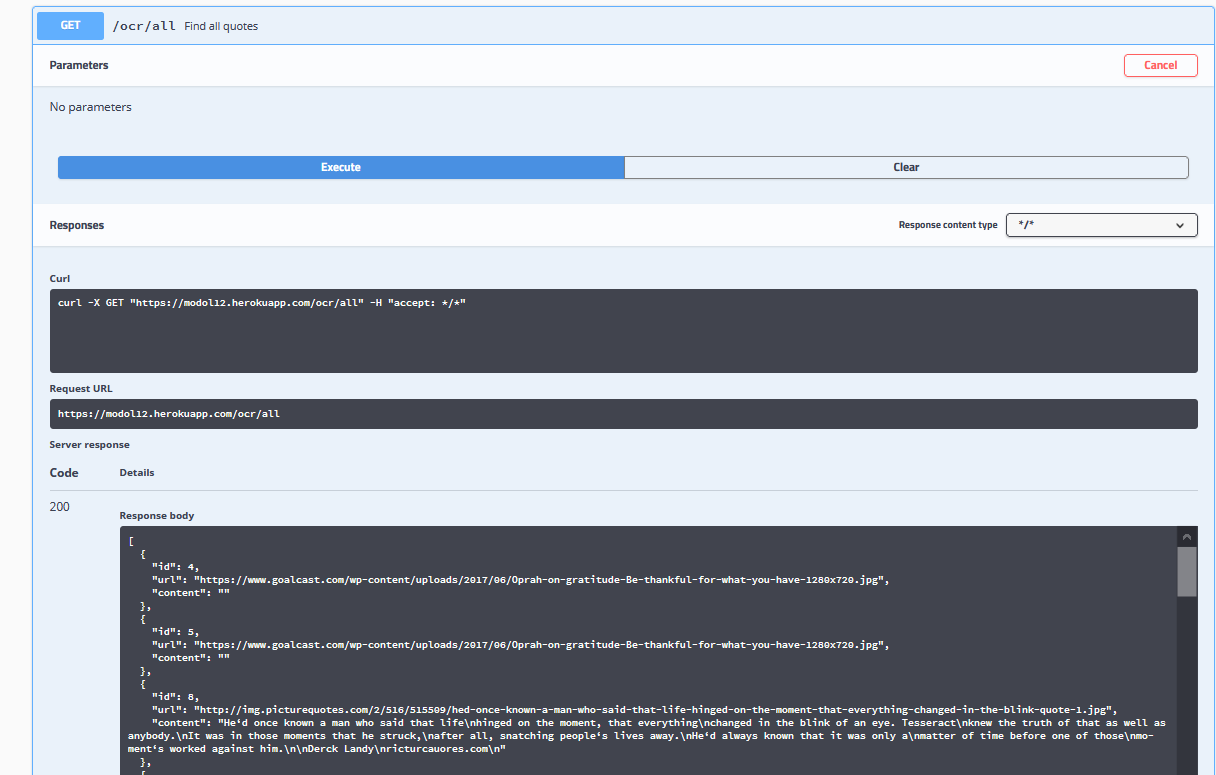 GET /ocr/all Find all quotes
Parameters Cancel
No parameters
Execute Clear
Responses Response content type */*
Curl
curl -X GET "https://modol12.herokuapp.com/ocr/all" -H "accept: */*"
Request URL
https://modol12.herokuapp.com/ocr/all
Server response
Code Details
200
Response body
[
{
"id": 4,
"url": "https://www.goalcast.com/wp-content/uploads/2017/06/Oprah-on-gratitude-Be-thankful-for-what-you-have-1280x720.jpg",
"content": ""
},
{
"id": 5,
"url": "https://www.goalcast.com/wp-content/uploads/2017/06/Oprah-on-gratitude-Be-thankful-for-what-you-have-1280x720.jpg",
"content": ""
},
{
"id": 8,
"url": "http://img.picturequotes.com/2/516/515509/hed-once-known-a-man-who-said-that-life-hinged-on-the-moment-that-everything-changed-in-the-blink-quote-1.jpg",
"content": "He‘d once known a man who said that life\nhinged on the moment, that everything\nchanged in the blink of an eye. Tesseract\nknew the truth of that as well as
anybody.\nIt was in those moments that he struck,\nafter all, snatching people‘s lives away.\nHe‘d always known that it was only a\nmatter of time before one of those\nmo-
ment‘s worked against him.\n\nDerck Landy\nricturcauores.com\n"
},